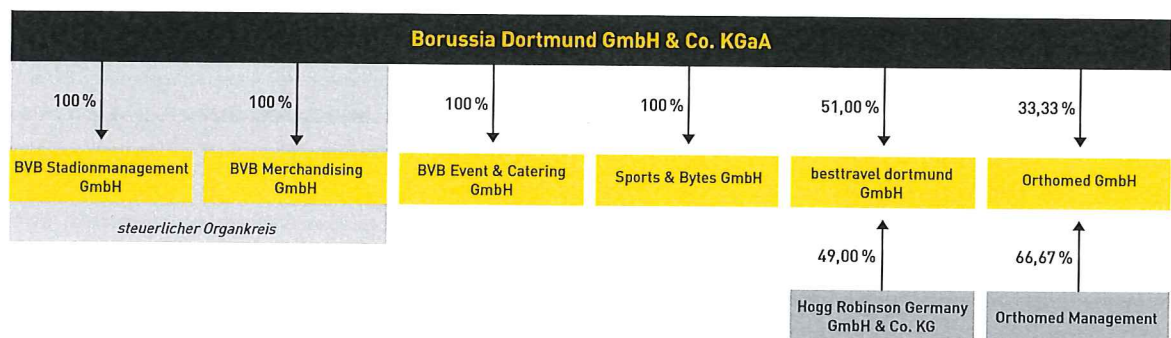 Borussia Dortmund GmbH & Co. KGaA
100 %
100 %
100 %
100 %
51,00 %
33,33 %
BVB Stadionmanagement
GmbH
BVB Merchandising
GmbH
BVB Event & Catering
GmbH
Sports & Bytes GmbH
besttravel dortmund
GmbH
Orthomed GmbH
steuerlicher Organkreis
49,00 %
66,67 %
Hogg Robinson Germany
GmbH & Co. KG
Orthomed Management